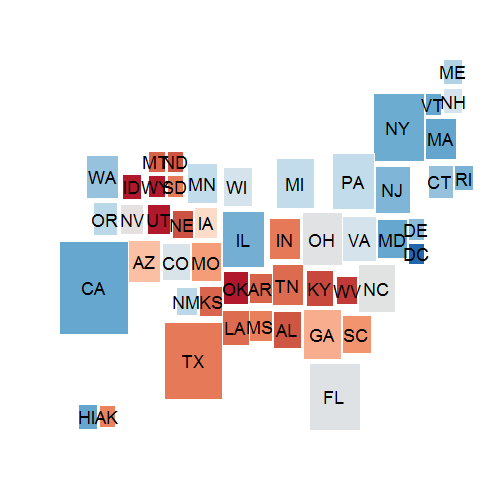 ME
VT NH
NY MA
MT ND
WA ID WY SD MN WI MI PA NJ CT RI
OR NV UT NE IA IL IN OH VA MD DE
DC
AZ CO MO
CA OK AR TN KY WV NC
NM KS
LA MS AL GA SC
TX
FL
HI AK